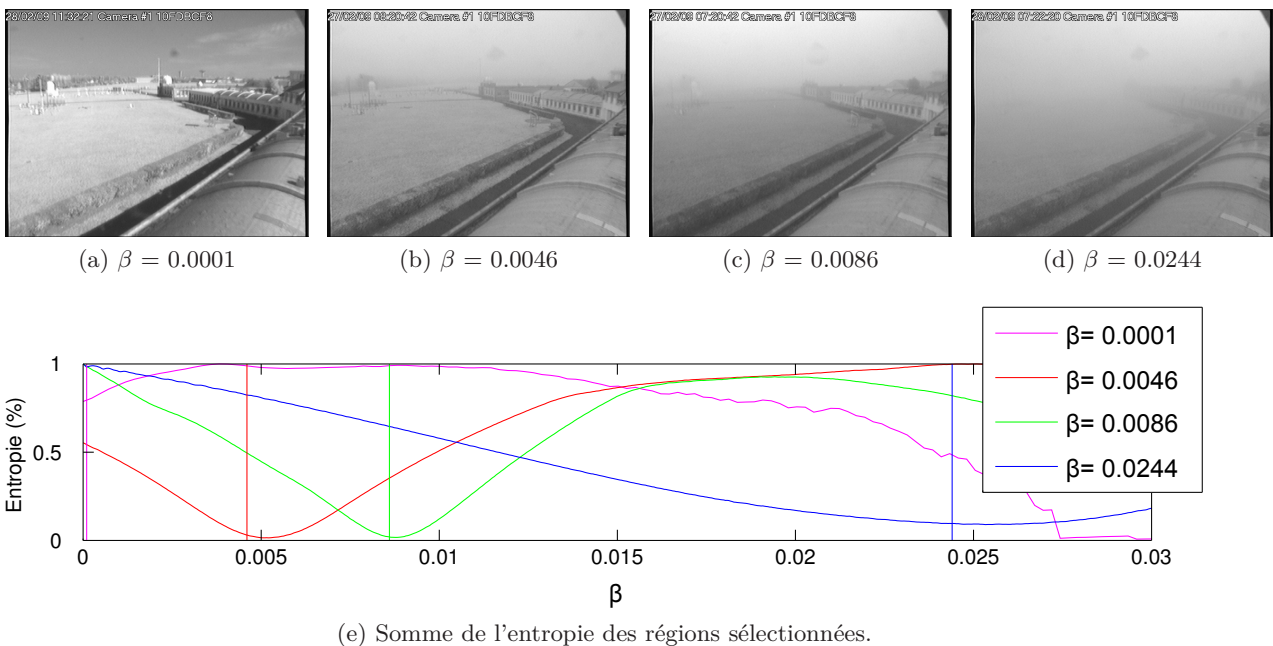 28/02/09 11:32:21 Camera #1 10FDBCF8
27/02/09 08:20:42 Camera #1 10FDBCF8
27/02/09 07:20:42 Camera #1 10FDBCF8
28/02/09 07:22:20 Camera #1 10FDBCF8
(a) β = 0.0001
(b) β = 0.0046
(c) β = 0.0086
(d) β = 0.0244
β= 0.0001
β= 0.0046
β= 0.0086
β= 0.0244
Entropie (%)
1
0.5
0
0 0.005 0.01 0.015 0.02 0.025 0.03
β
(e) Somme de l'entropie des régions sélectionnées.